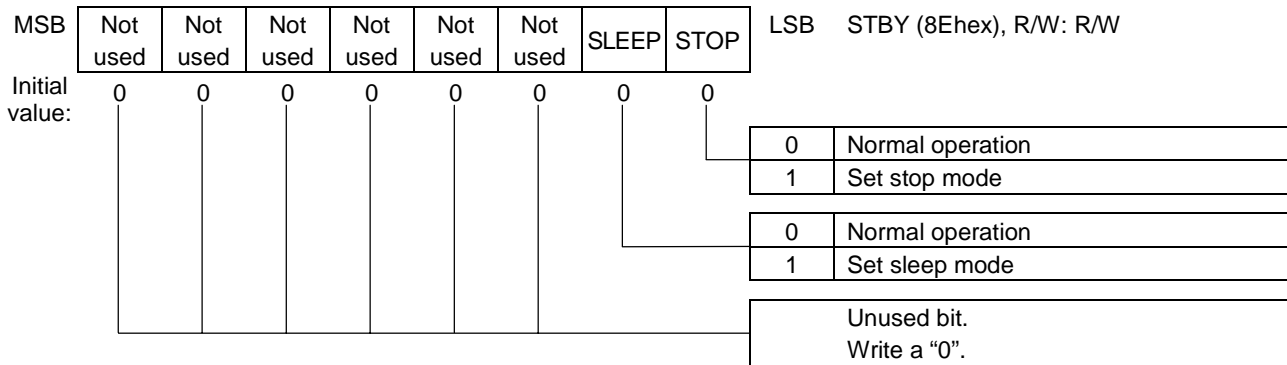 MSB Not used Not used Not used Not used Not used Not used SLEEP STOP LSB STBY (8Ehex), R/W: R/W
Initial value: 0 0 0 0 0 0 0 0
0 Normal operation
1 Set stop mode
0 Normal operation
1 Set sleep mode
Unused bit.
Write a “0”.